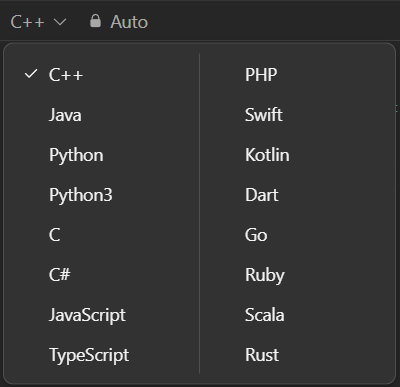 C++ Auto
C++
Java
Python
Python3
C
C#
JavaScript
TypeScript
PHP
Swift
Kotlin
Dart
Go
Ruby
Scala
Rust